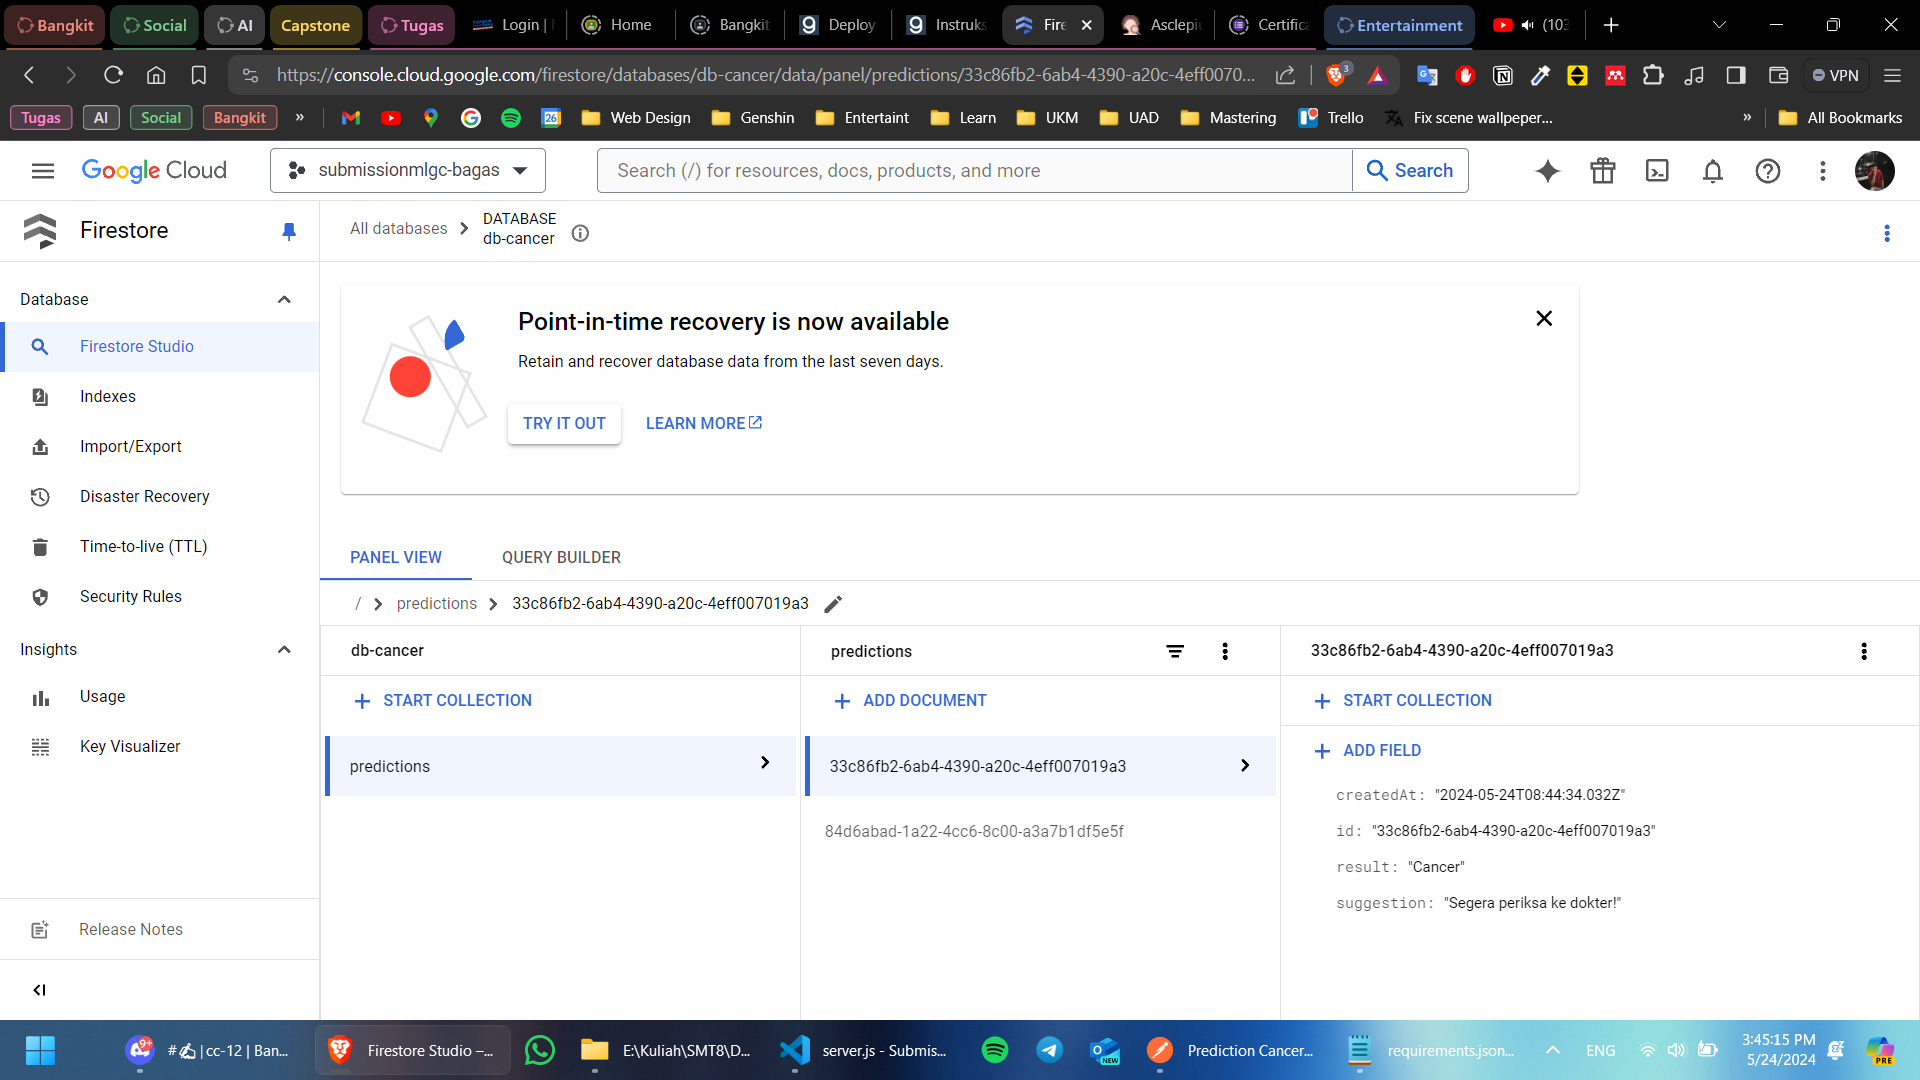 Bangkit Social AI Capstone Tugas Login | Home Bangkit Deploy Instruks Fire Asclepi Certifica Entertainment (103
https://console.cloud.google.com/firestore/databases/db-cancer/data/panel/predictions/33c86fb2-6ab4-4390-a20c-4eff0070... 3 VPN
Tugas AI Social Bangkit » 26 Web Design Genshin Entertaint Learn UKM UAD Mastering Trello Fix scene wallpeper... » All Bookmarks
Google Cloud submissionmlgc-bagas Search (/) for resources, docs, products, and more Search
Firestore
All databases
DATABASE
db-cancer
Database
Firestore Studio
Indexes
Import/Export
Disaster Recovery
Time-to-live (TTL)
Security Rules
Insights
Usage
Key Visualizer
Release Notes
Point-in-time recovery is now available
Retain and recover database data from the last seven days.
TRY IT OUT LEARN MORE
PANEL VIEW QUERY BUILDER
/ predictions 33c86fb2-6ab4-4390-a20c-4eff007019a3
db-cancer
START COLLECTION
predictions
predictions
ADD DOCUMENT
33c86fb2-6ab4-4390-a20c-4eff007019a3
84d6abad-1a22-4cc6-8c00-a3a7b1df5e5f
33c86fb2-6ab4-4390-a20c-4eff007019a3
START COLLECTION
ADD FIELD
createdAt: "2024-05-24T08:44:34.032Z"
id: "33c86fb2-6ab4-4390-a20c-4eff007019a3"
result: "Cancer"
suggestion: "Segera periksa ke dokter!"
9+ #✍ | cc-12 | Ban... Firestore Studio –... E:\Kuliah\SMT8\D... server.js - Submis... NEW Prediction Cancer... requirements.json... ENG 3:45:15 PM PRE
5/24/2024